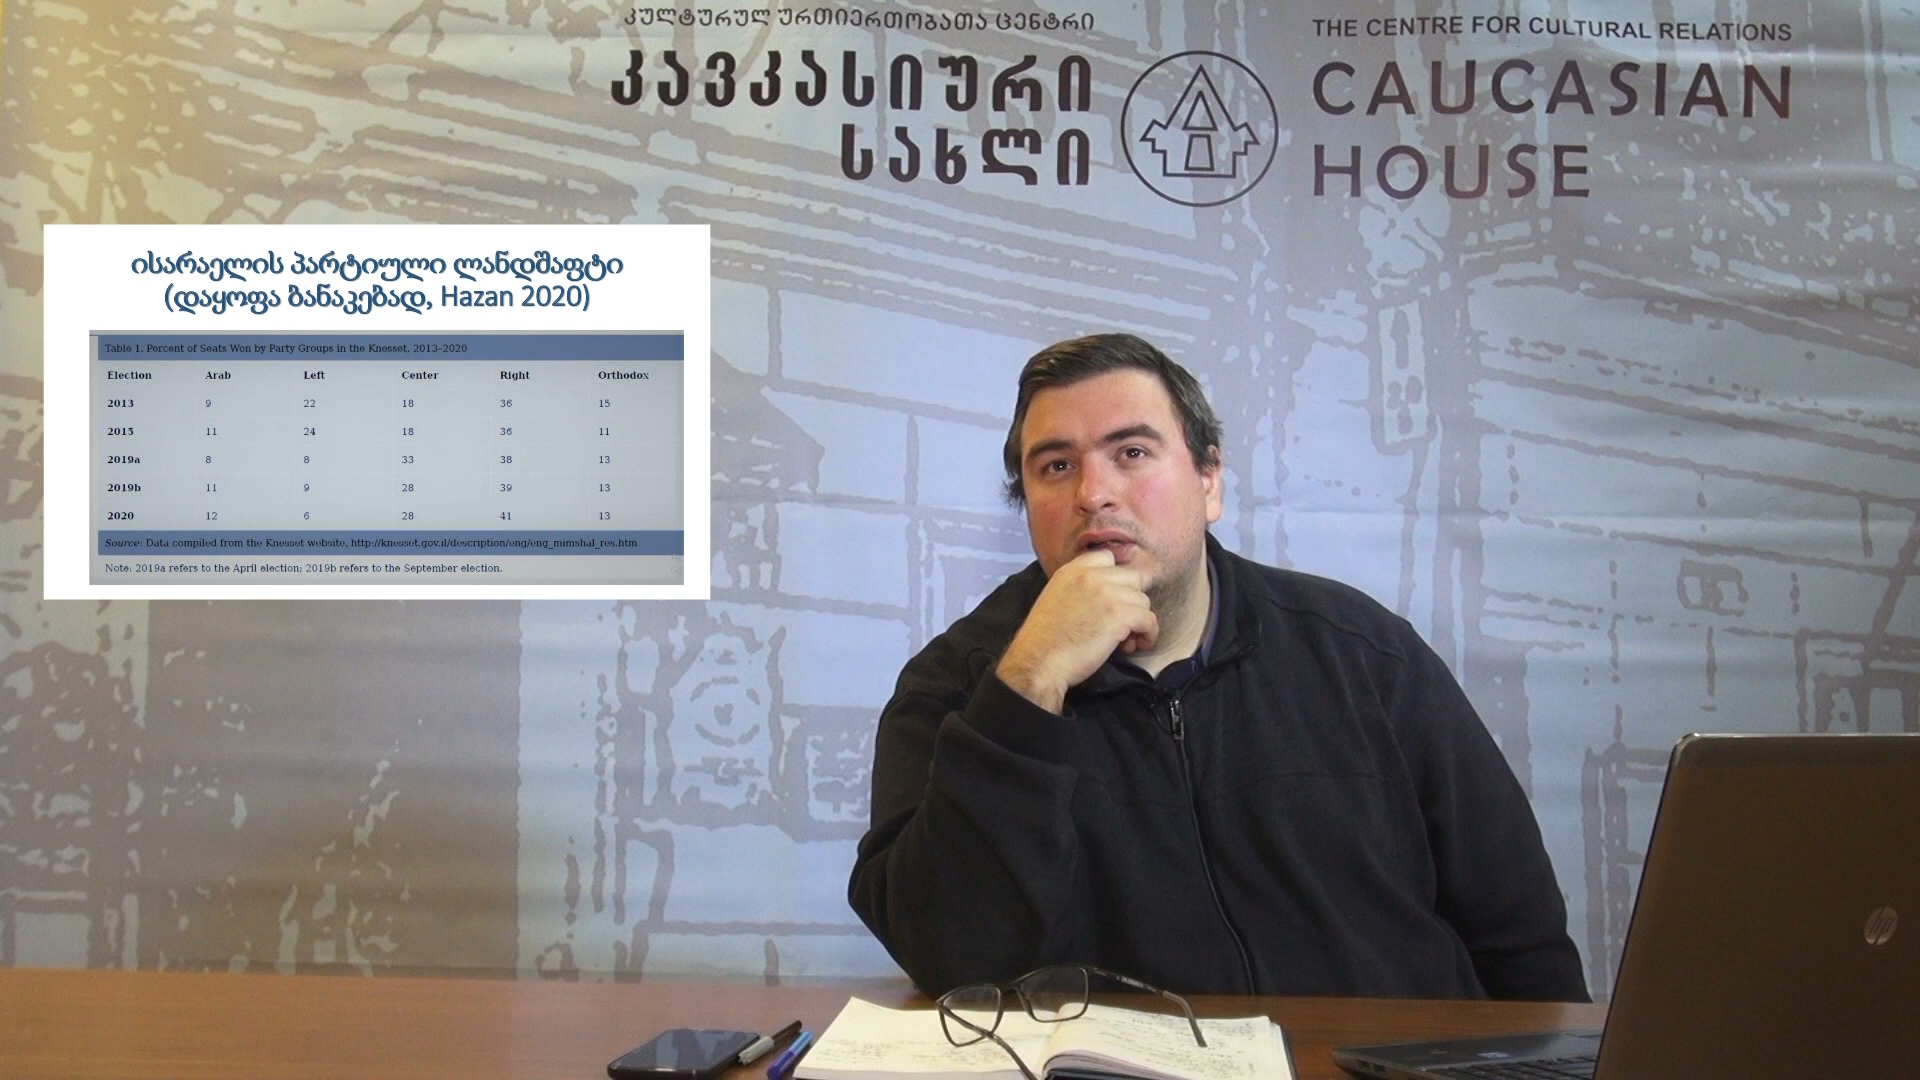 კულტურულ ურთიერთობათა ცენტრი
კავკასიური
სახლი
THE CENTRE FOR CULTURAL RELATIONS
CAUCASIAN
HOUSE
ისარაელის პარტიული ლანდშაფტი
(დაყოფა ბანაკებად, Hazan 2020)
Table 1. Percent of Seats Won by Party Groups in the Knesset, 2013–2020
Election Arab Left Center Right Orthodox
2013 9 22 18 36 15
2015 11 24 18 36 11
2019a 8 8 33 38 13
2019b 11 9 28 39 13
2020 12 6 28 41 13
Source: Data compiled from the Knesset website, http://knesset.gov.il/description/eng/eng_mimshal_res.htm
Note: 2019a refers to the April election; 2019b refers to the September election.
hp